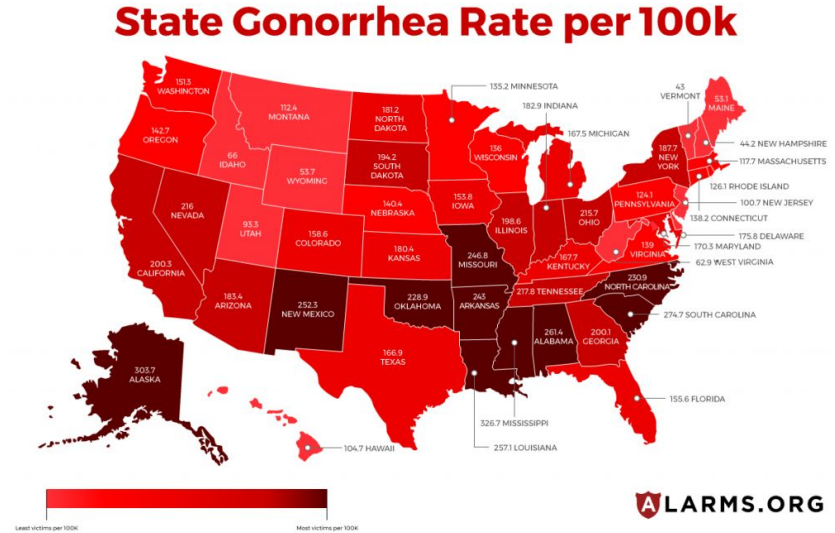 State Gonorrhea Rate per 100k
151.3
WASHINGTON
142.7
OREGON
112.4
MONTANA
66
IDAHO
53.7
WYOMING
216
NEVADA
93.3
UTAH
200.3
CALIFORNIA
158.6
COLORADO
183.4
ARIZONA
252.3
NEW MEXICO
181.2
NORTH
DAKOTA
194.2
SOUTH
DAKOTA
140.4
NEBRASKA
180.4
KANSAS
228.9
OKLAHOMA
166.9
TEXAS
135.2 MINNESOTA
153.8
IOWA
246.8
MISSOURI
243
ARKANSAS
257.1 LOUISIANA
136
WISCONSIN
198.6
ILLINOIS
182.9 INDIANA
167.5 MICHIGAN
215.7
OHIO
167.7
KENTUCKY
217.8 TENNESSEE
326.7 MISSISSIPPI
261.4
ALABAMA
200.1
GEORGIA
155.6 FLORIDA
274.7 SOUTH CAROLINA
230.9
NORTH CAROLINA
139
VIRGINIA
62.9 WEST VIRGINIA
170.3 MARYLAND
175.8 DELAWARE
124.1
PENNSYLVANIA
187.7
NEW
YORK
138.2 CONNECTICUT
100.7 NEW JERSEY
126.1 RHODE ISLAND
117.7 MASSACHUSETTS
44.2 NEW HAMPSHIRE
43
VERMONT
53.1
MAINE
303.7
ALASKA
104.7 HAWAII
Least victims per 100K
Most victims per 100K
ALARMS.ORG